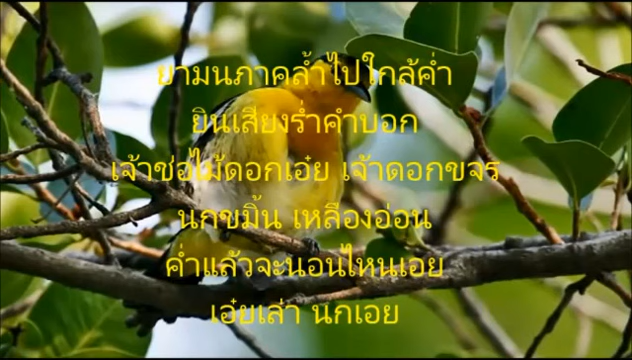 ยามนภาคล้ำไปใกล้ค่ำ
ยินเสียงร่ำคำบอก
เจ้าช่อไม้ดอกเอ๋ย เจ้าดอกขจร
นกขมิ้น เหลืองอ่อน
ค่ำแล้วจะนอนไหนเอย
เอ๋ยเล่า นกเอย